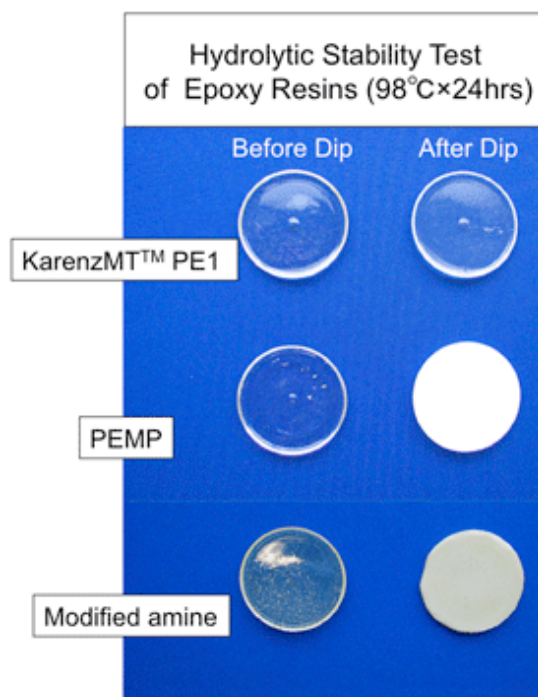 Hydrolytic Stability Test
of Epoxy Resins (98℃×24hrs)
Before Dip After Dip
KarenzMT™ PE1
PEMP
Modified amine